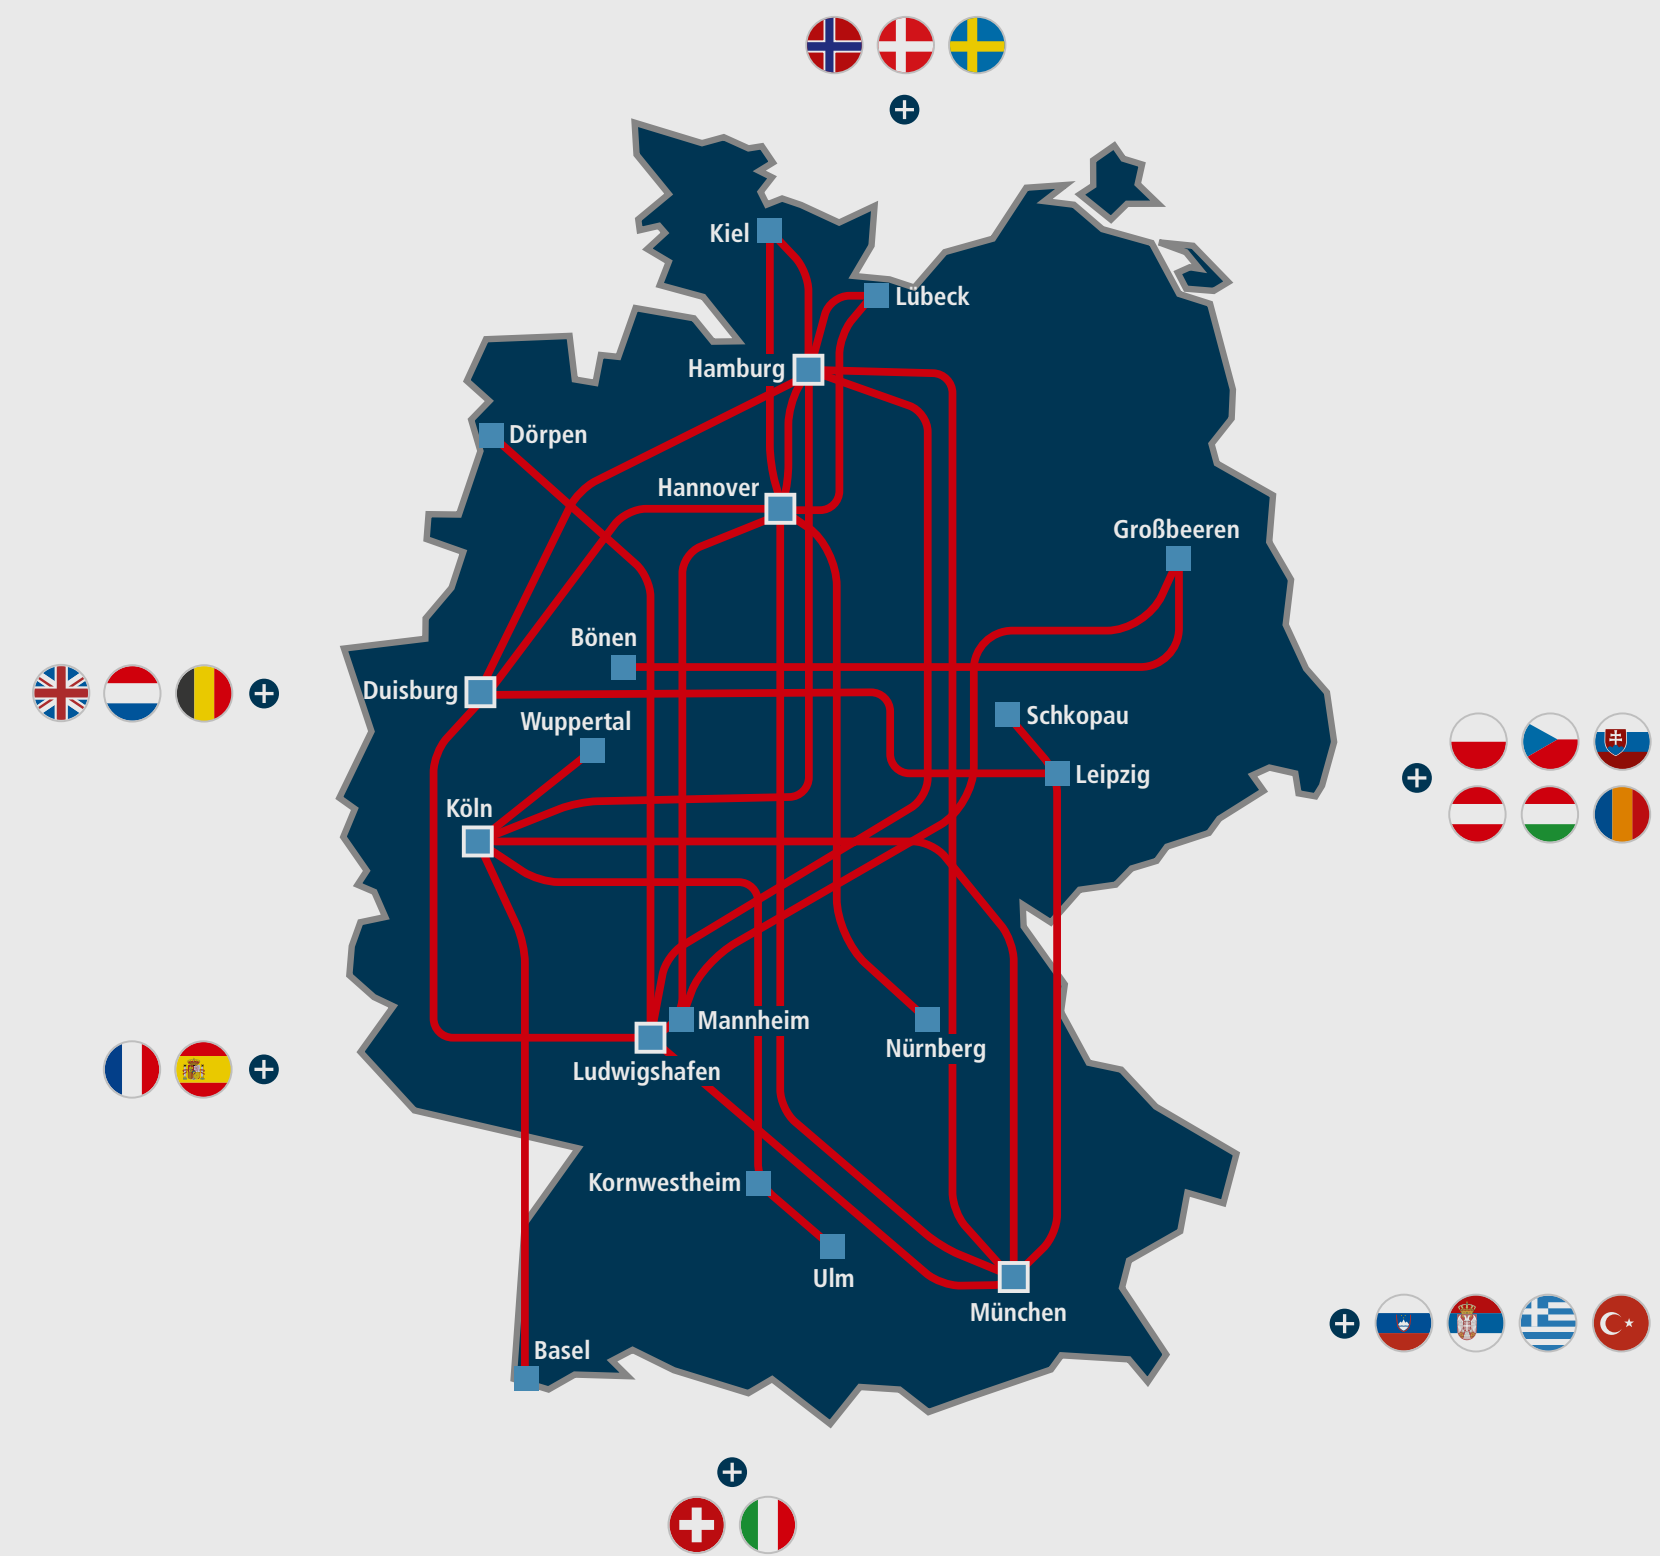 Kiel
Lübeck
Hamburg
Dörpen
Hannover
Großbeeren
Bönen
Duisburg
Wuppertal
Schkopau
Leipzig
Köln
Mannheim
Nürnberg
Ludwigshafen
Kornwestheim
Ulm
München
Basel